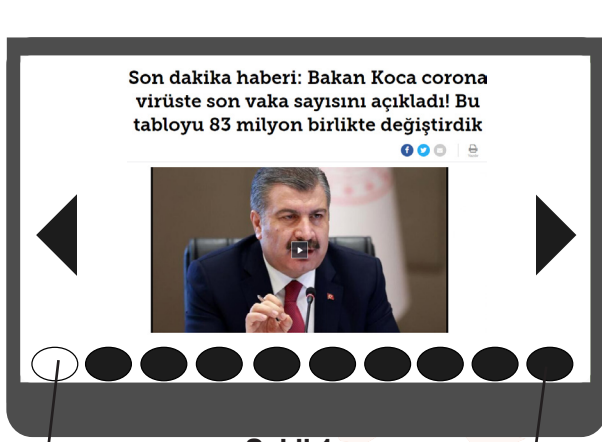 Son dakika haberi: Bakan Koca corona
virüste son vaka sayısını açıkladı! Bu
tabloyu 83 milyon birlikte değiştirdik